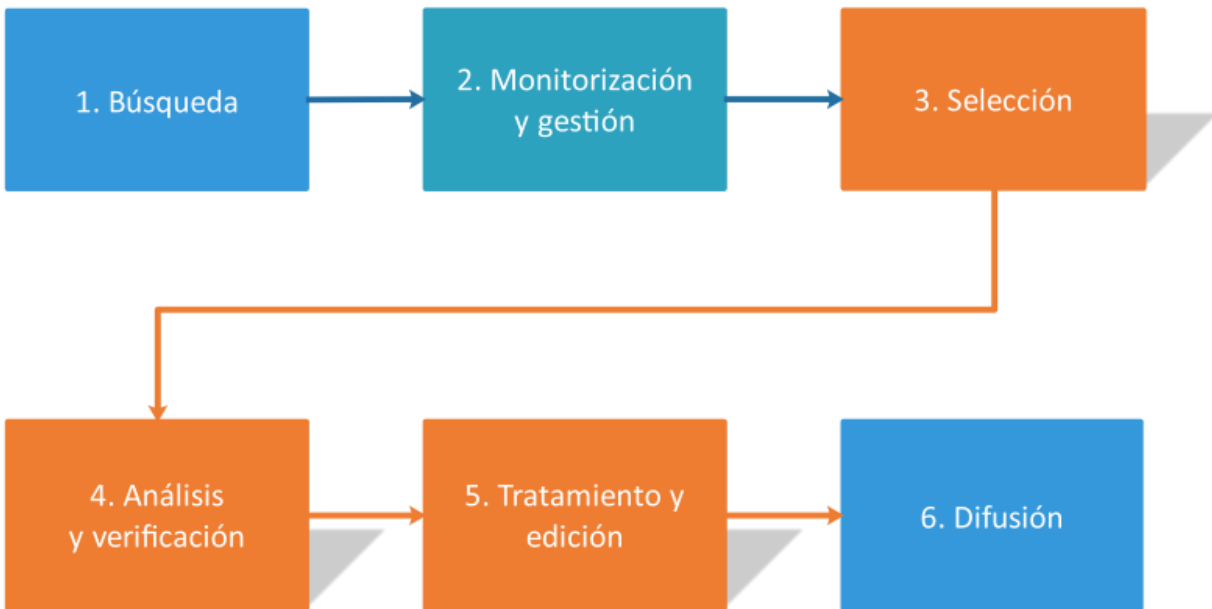 1. Búsqueda
2. Monitorización
y gestión
3. Selección
4. Análisis
y verificación
5. Tratamiento y
edición
6. Difusión